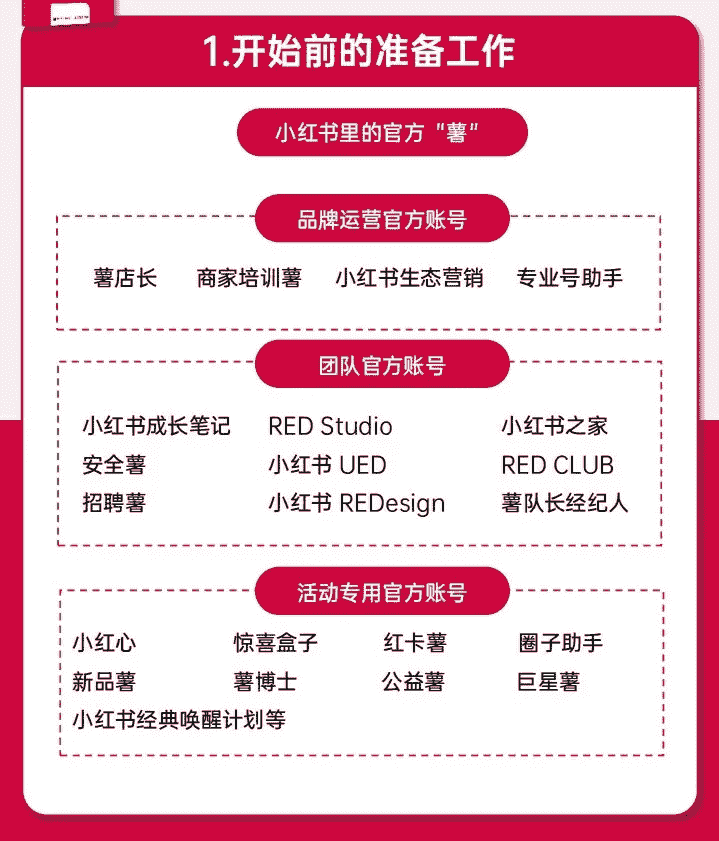 1.开始前的准备工作
小红书里的官方“薯”
品牌运营官方账号
薯店长 商家培训薯 小红书生态营销 专业号助手
团队官方账号
小红书成长笔记 RED Studio 小红书之家
安全薯 小红书 UED RED CLUB
招聘薯 小红书 REDesign 薯队长经纪人
活动专用官方账号
小红心 惊喜盒子 红卡薯 圈子助手
新品薯 薯博士 公益薯 巨星薯
小红书经典唤醒计划等